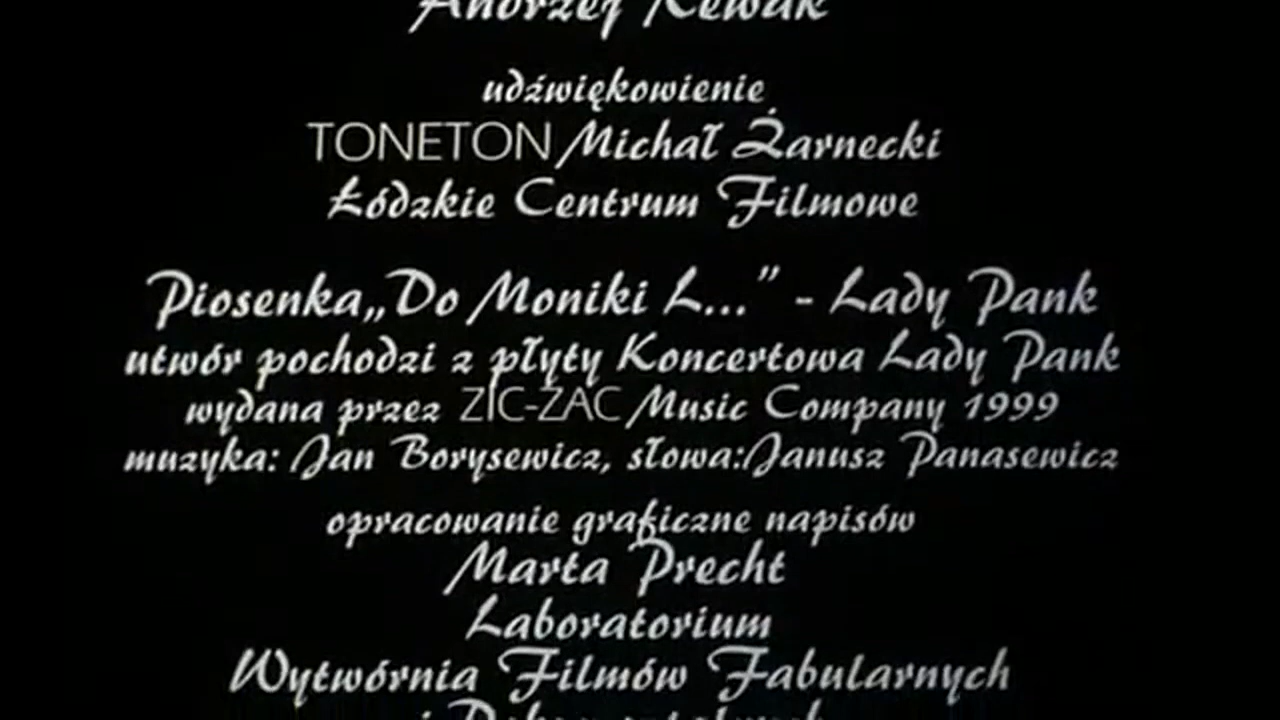 Andrzej Rewak
udźwiękowienie
TONETON Michał Żarnecki
Łódzkie Centrum Filmowe
Piosenka„Do Moniki L...” - Lady Pank
utwór pochodzi z płyty Koncertowa Lady Pank
wydana przez ZIC-ZAC Music Company 1999
muzyka: Jan Borysewicz, słowa:Janusz Panasewicz
opracowanie graficzne napisów
Marta Precht
Laboratorium
Wytwórnia Filmów Fabularnych